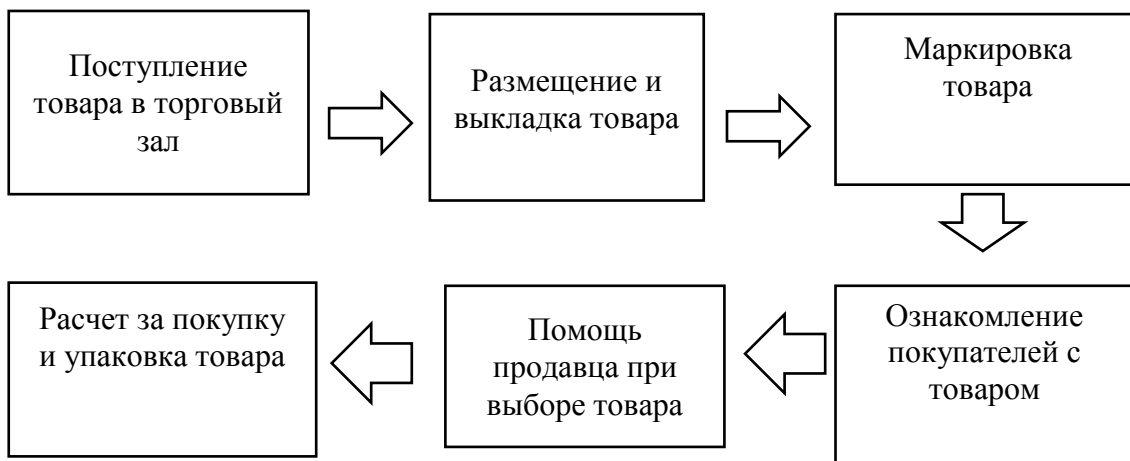 Поступление
товара в торговый
зал
Размещение и
выкладка товара
Маркировка
товара
Ознакомление
покупателей с
товаром
Помощь
продавца при
выборе товара
Расчет за покупку
и упаковка товара